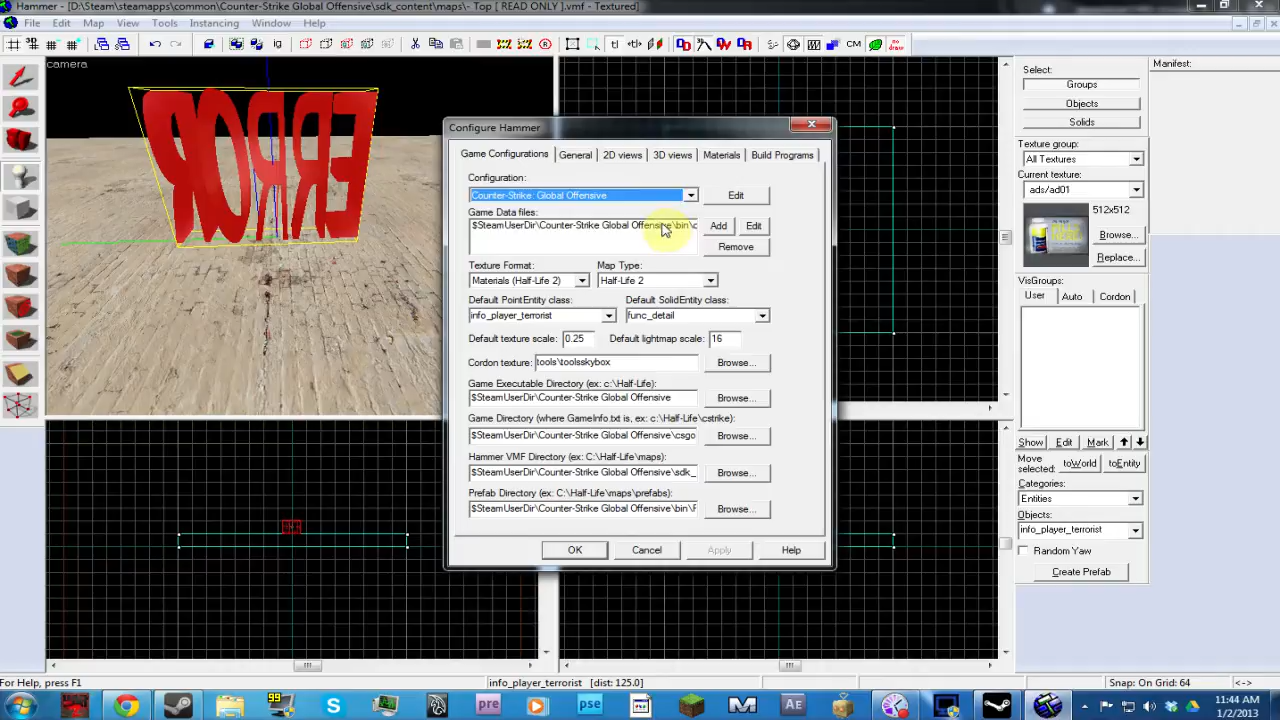 Hammer - [D:\Steam\steamapps\common\Counter-Strike Global Offensive\sdk_content\maps\- Top [ READ ONLY ].vmf - Textured]
File Edit Map View Tools Instancing Window Help
tl
CM
no draw
camera
ERROR
Configure Hammer
Game Configurations General 2D views 3D views Materials Build Programs
Configuration:
Counter-Strike: Global Offensive Edit
Game Data files:
$SteamUserDir\Counter-Strike Global Offensive\bin\c Add Edit
Remove
Texture Format: Map Type:
Materials (Half-Life 2) Half-Life 2
Default PointEntity class: Default SolidEntity class:
info_player_terrorist func_detail
Default texture scale: 0.25 Default lightmap scale: 16
Cordon texture: tools\toolsskybox Browse...
Game Executable Directory (ex: c:\Half-Life):
$SteamUserDir\Counter-Strike Global Offensive Browse...
Game Directory (where GameInfo.txt is, ex: c:\Half-Life\cstrike):
$SteamUserDir\Counter-Strike Global Offensive\csgo Browse...
Hammer VMF Directory (ex: C:\Half-Life\maps):
$SteamUserDir\Counter-Strike Global Offensive\sdk_ Browse...
Prefab Directory (ex: C:\Half-Life\maps\prefabs):
$SteamUserDir\Counter-Strike Global Offensive\bin\F Browse...
OK Cancel Apply Help
Select:
Groups
Objects
Solids
Texture group:
All Textures
Current texture:
ads/ad01
512x512
Browse...
Replace...
VisGroups:
User Auto Cordon
Show Edit Mark
Move selected: toWorld toEntity
Categories:
Entities
Objects:
info_player_terrorist
Random Yaw
Create Prefab
Manifest:
For Help, press F1
info_player_terrorist [dist: 125.0]
Snap: On Grid: 64 <->
99
pre
pse
AE
11:44 AM
1/2/2013